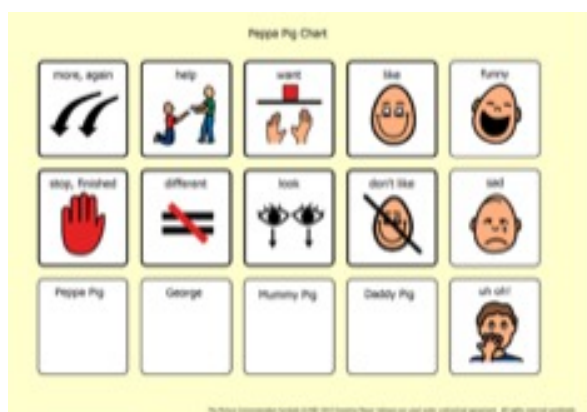 Peppa Pig Chart
more, again help want like funny
stop, finished different look don't like sad
Peppa Pig George Mummy Pig Daddy Pig uh oh!